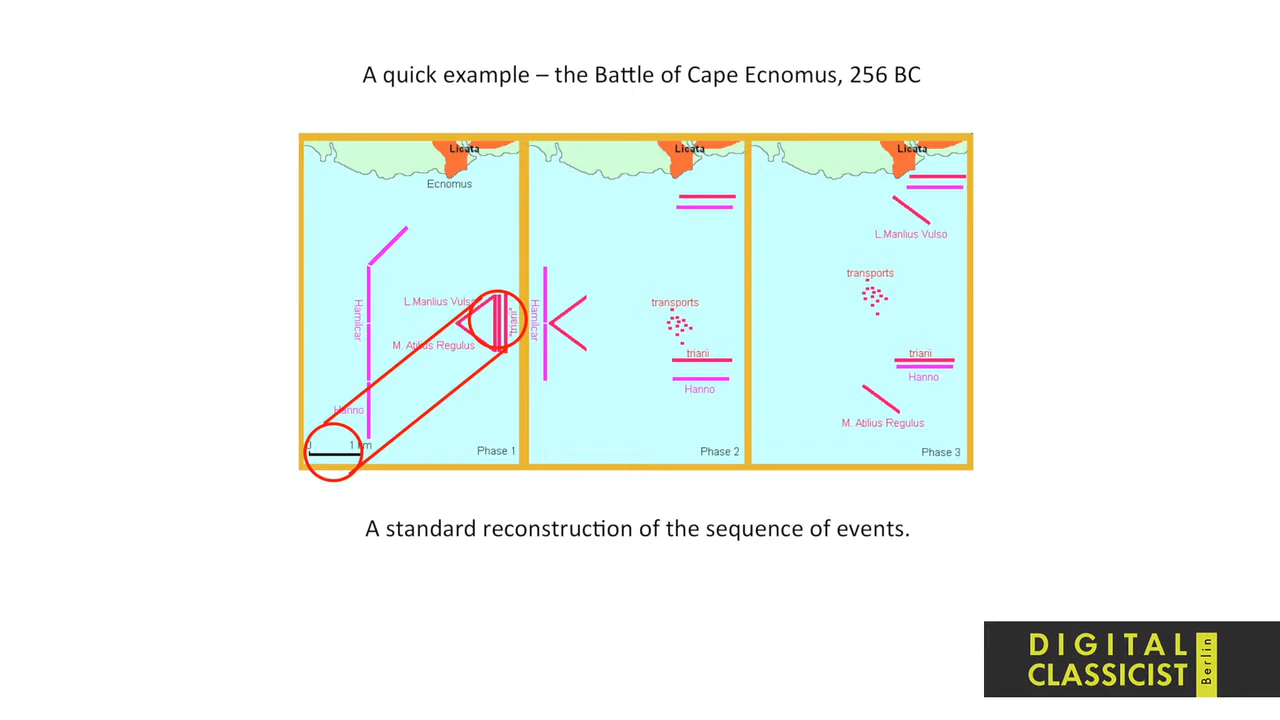 A quick example – the Battle of Cape Ecnomus, 256 BC
Licata
Ecnomus
Hamilcar
L.Manlius Vulso
"triarii"
M. Atilius Regulus
Hanno
0 1 km
Phase 1
Licata
Hamilcar
transports
triarii
Hanno
Phase 2
Licata
L.Manlius Vulso
transports
triarii
Hanno
M. Atilius Regulus
Phase 3
A standard reconstruction of the sequence of events.
DIGITAL
CLASSICIST
Berlin